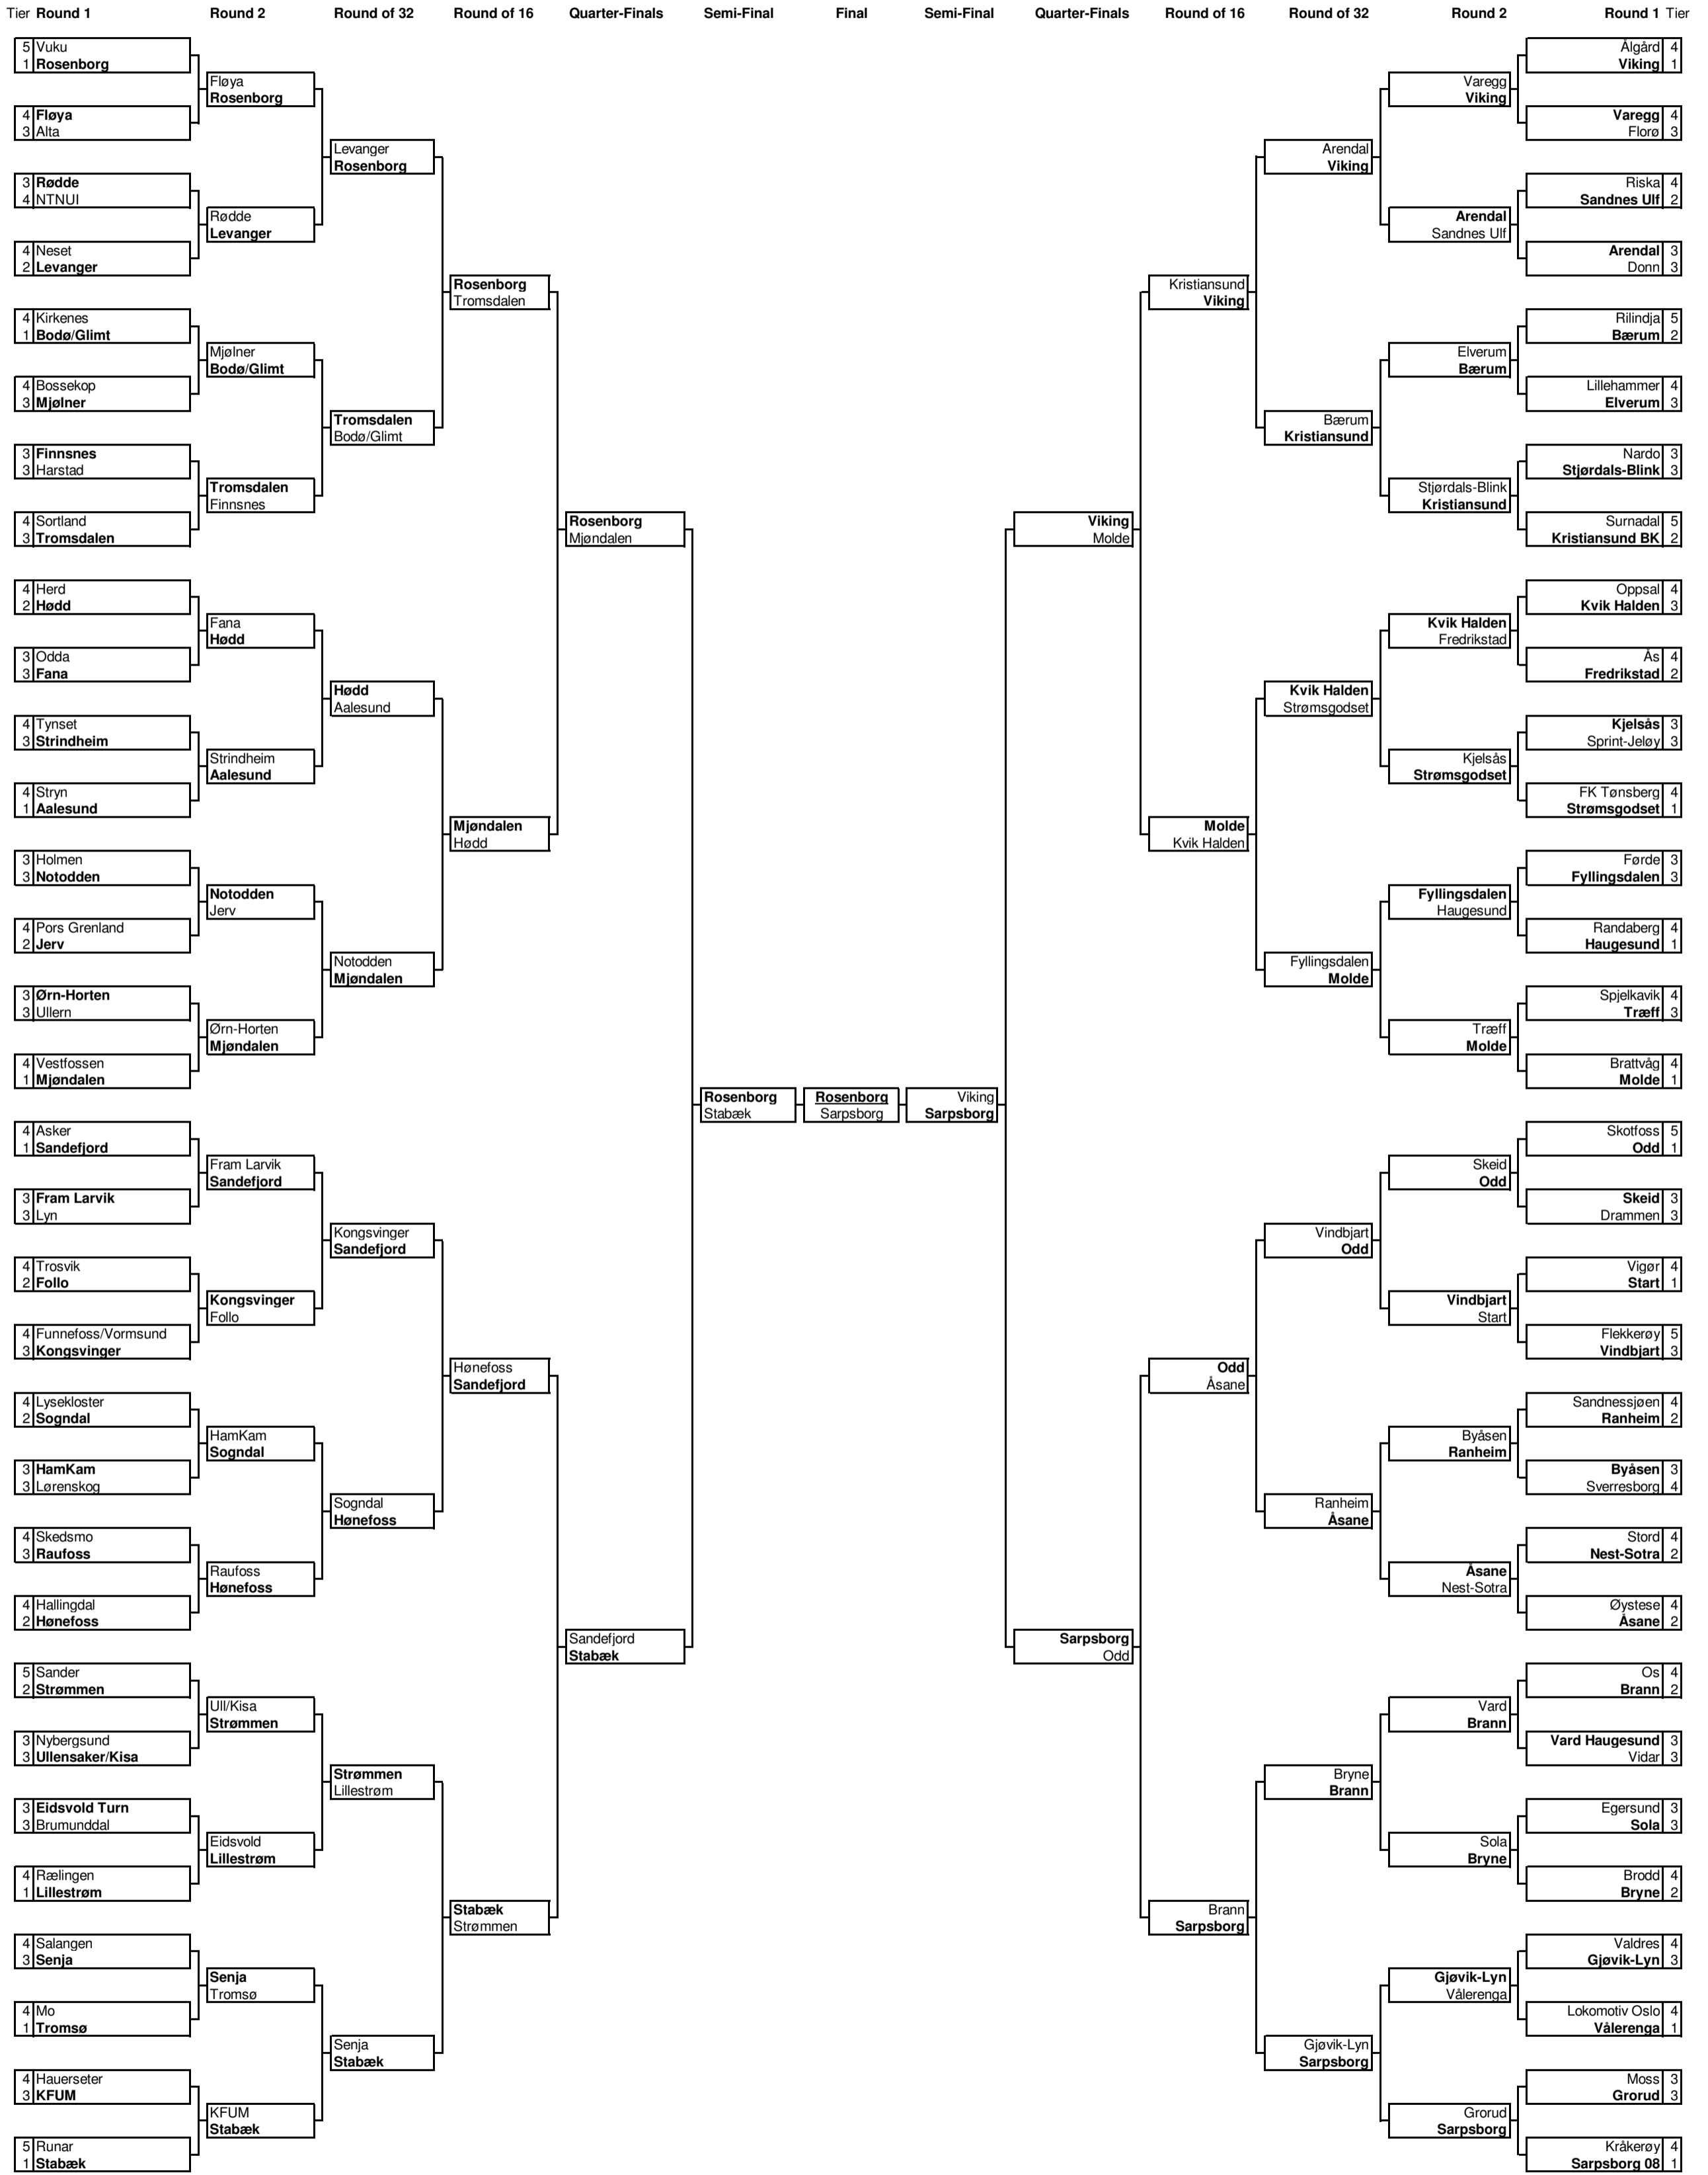 Tier Round 1 Round 2 Round of 32 Round of 16 Quarter-Finals Semi-Final Final Semi-Final Quarter-Finals Round of 16 Round of 32 Round 2 Round 1 Tier
5 Vuku
1 Rosenborg
4 Fløya
3 Alta
3 Rødde
4 NTNUI
4 Neset
2 Levanger
4 Kirkenes
1 Bodø/Glimt
4 Bossekop
3 Mjølner
3 Finnsnes
3 Harstad
4 Sortland
3 Tromsdalen
4 Herd
2 Hødd
3 Odda
3 Fana
4 Tynset
3 Strindheim
4 Stryn
1 Aalesund
3 Holmen
3 Notodden
4 Pors Grenland
2 Jerv
3 Ørn-Horten
3 Ullern
4 Vestfossen
1 Mjøndalen
4 Asker
1 Sandefjord
3 Fram Larvik
3 Lyn
4 Trosvik
2 Follo
4 Funnefoss/Vormsund
3 Kongsvinger
4 Lysekloster
2 Sogndal
3 HamKam
3 Lørenskog
4 Skedsmo
3 Raufoss
4 Hallingdal
2 Hønefoss
5 Sander
2 Strømmen
3 Nybergsund
3 Ullensaker/Kisa
3 Eidsvold Turn
3 Brumunddal
4 Rælingen
1 Lillestrøm
4 Salangen
3 Senja
4 Mo
1 Tromsø
4 Hauerseter
3 KFUM
5 Runar
1 Stabæk
Fløya
Rosenborg
Rødde
Levanger
Mjølner
Bodø/Glimt
Tromsdalen
Finnsnes
Fana
Hødd
Strindheim
Aalesund
Notodden
Jerv
Ørn-Horten
Mjøndalen
Fram Larvik
Sandefjord
Kongsvinger
Follo
HamKam
Sogndal
Raufoss
Hønefoss
Ull/Kisa
Strømmen
Eidsvold
Lillestrøm
Senja
Tromsø
KFUM
Stabæk
Levanger
Rosenborg
Tromsdalen
Bodø/Glimt
Hødd
Aalesund
Notodden
Mjøndalen
Kongsvinger
Sandefjord
Sogndal
Hønefoss
Strømmen
Lillestrøm
Senja
Stabæk
Rosenborg
Tromsdalen
Mjøndalen
Hødd
Hønefoss
Sandefjord
Stabæk
Strømmen
Rosenborg
Mjøndalen
Sandefjord
Stabæk
Rosenborg
Stabæk
Rosenborg
Sarpsborg
Viking
Sarpsborg
Viking
Molde
Sarpsborg
Odd
Kristiansund
Viking
Molde
Kvik Halden
Odd
Åsane
Brann
Sarpsborg
Arendal
Viking
Bærum
Kristiansund
Kvik Halden
Strømsgodset
Fyllingsdalen
Molde
Vindbjart
Odd
Ranheim
Åsane
Bryne
Brann
Gjøvik-Lyn
Sarpsborg
Varegg
Viking
Arendal
Sandnes Ulf
Elverum
Bærum
Stjørdals-Blink
Kristiansund
Kvik Halden
Fredrikstad
Kjelsås
Strømsgodset
Fyllingsdalen
Haugesund
Træff
Molde
Skeid
Odd
Vindbjart
Start
Byåsen
Ranheim
Åsane
Nest-Sotra
Vard
Brann
Sola
Bryne
Gjøvik-Lyn
Vålerenga
Grorud
Sarpsborg
Ålgård 4
Viking 1
Varegg 4
Florø 3
Riska 4
Sandnes Ulf 2
Arendal 3
Donn 3
Rilindja 5
Bærum 2
Lillehammer 4
Elverum 3
Nardo 3
Stjørdals-Blink 3
Surnadal 5
Kristiansund BK 2
Oppsal 4
Kvik Halden 3
Ås 4
Fredrikstad 2
Kjelsås 3
Sprint-Jeløy 3
FK Tønsberg 4
Strømsgodset 1
Førde 3
Fyllingsdalen 3
Randaberg 4
Haugesund 1
Spjelkavik 4
Træff 3
Brattvåg 4
Molde 1
Skotfoss 5
Odd 1
Skeid 3
Drammen 3
Vigør 4
Start 1
Flekkerøy 5
Vindbjart 3
Sandnessjøen 4
Ranheim 2
Byåsen 3
Sverresborg 4
Stord 4
Nest-Sotra 2
Øystese 4
Åsane 2
Os 4
Brann 2
Vard Haugesund 3
Vidar 3
Egersund 3
Sola 3
Brodd 4
Bryne 2
Valdres 4
Gjøvik-Lyn 3
Lokomotiv Oslo 4
Vålerenga 1
Moss 3
Grorud 3
Kråkerøy 4
Sarpsborg 08 1